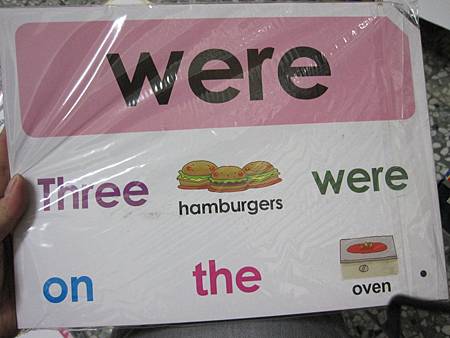 were
Three hamburgers were
on the oven